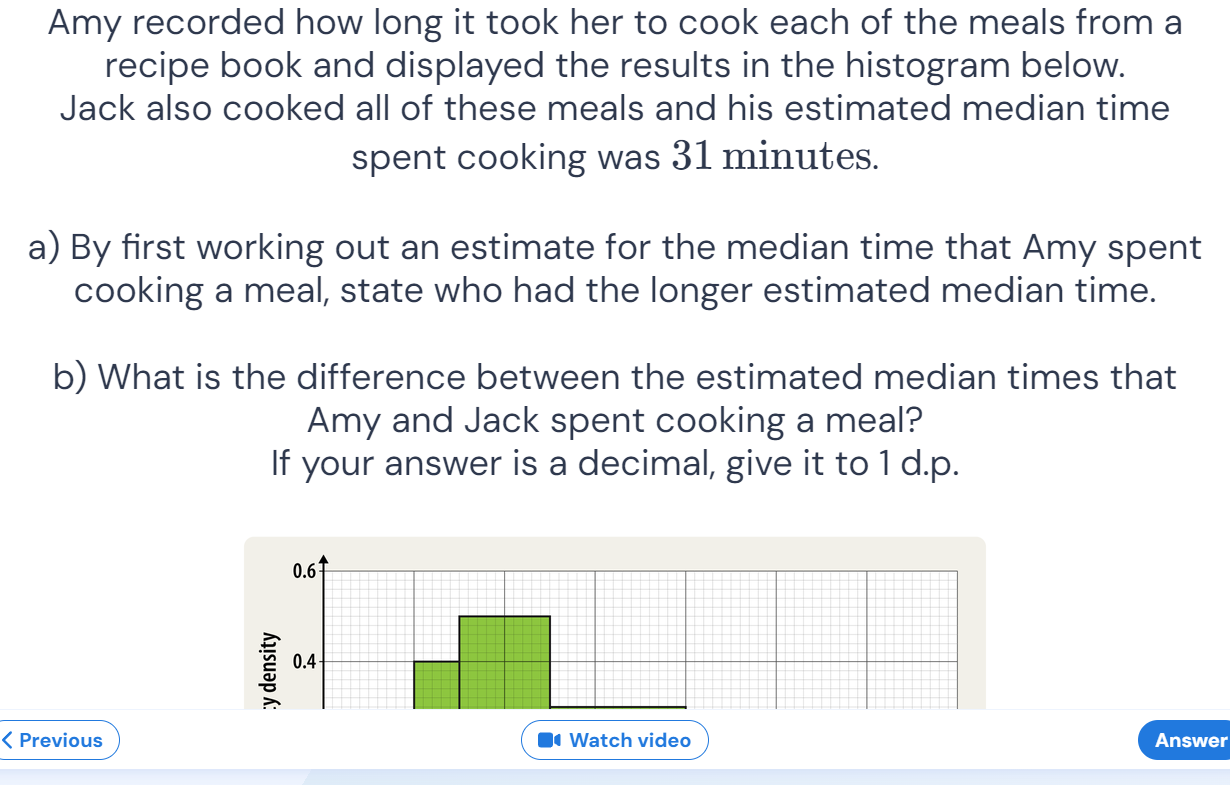 Amy recorded how long it took her to cook each of the meals from a
recipe book and displayed the results in the histogram below.
Jack also cooked all of these meals and his estimated median time
spent cooking was 31 minutes.
a) By first working out an estimate for the median time that Amy spent
cooking a meal, state who had the longer estimated median time.
b) What is the difference between the estimated median times that
Amy and Jack spent cooking a meal?
If your answer is a decimal, give it to 1 d.p.
0.6
0.4
density
Previous
Watch video
Answer